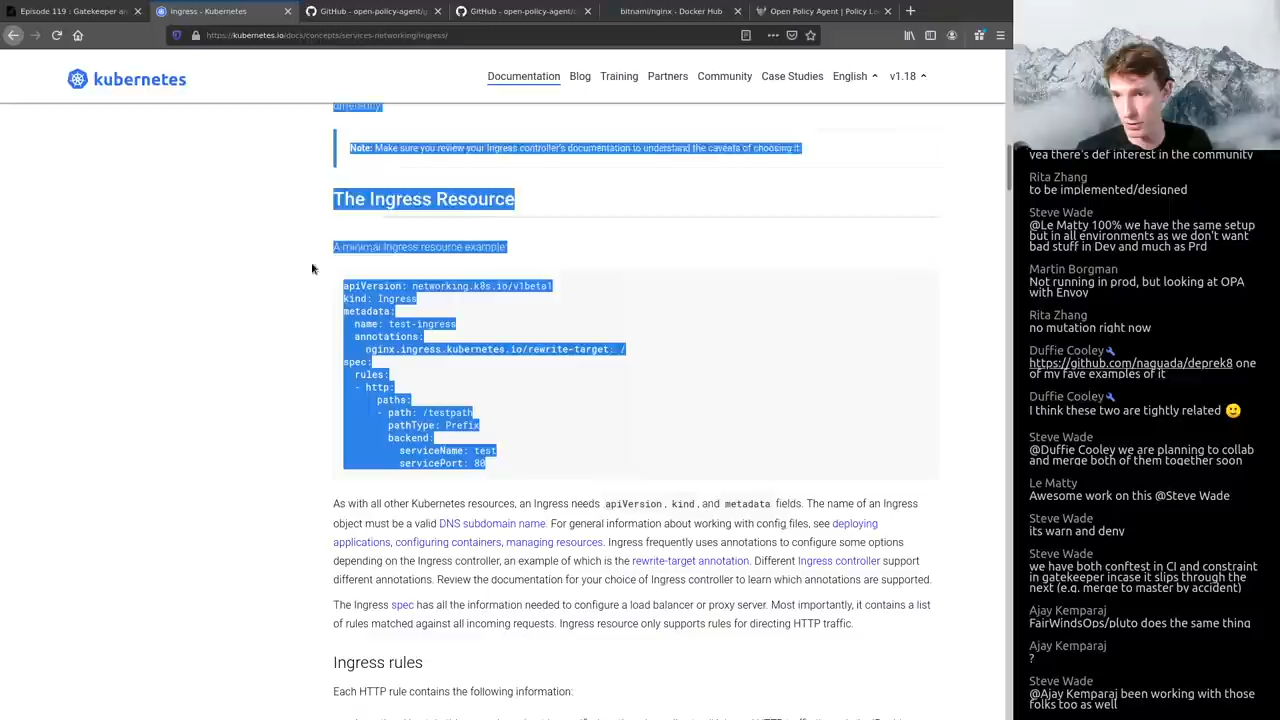 Episode 119 : Gatekeeper and
Ingress - Kubernetes
GitHub - open-policy-agent/g
GitHub - open-policy-agent/c
bitnami/nginx - Docker Hub
Open Policy Agent | Policy Le
https://kubernetes.io/docs/concepts/services-networking/ingress/
kubernetes
Documentation
Blog
Training
Partners
Community
Case Studies
English
v1.18
differently.
Note: Make sure you review your Ingress controller's documentation to understand the caveats of choosing it.
The Ingress Resource
A minimal Ingress resource example:
apiVersion: networking.k8s.io/v1beta1
kind: Ingress
metadata:
name: test-ingress
annotations:
nginx.ingress.kubernetes.io/rewrite-target: /
spec:
rules:
- http:
paths:
- path: /testpath
pathType: Prefix
backend:
serviceName: test
servicePort: 80
As with all other Kubernetes resources, an Ingress needs apiVersion, kind, and metadata fields. The name of an Ingress
object must be a valid DNS subdomain name. For general information about working with config files, see deploying
applications, configuring containers, managing resources. Ingress frequently uses annotations to configure some options
depending on the Ingress controller, an example of which is the rewrite-target annotation. Different Ingress controller support
different annotations. Review the documentation for your choice of Ingress controller to learn which annotations are supported.
The Ingress spec has all the information needed to configure a load balancer or proxy server. Most importantly, it contains a list
of rules matched against all incoming requests. Ingress resource only supports rules for directing HTTP traffic.
Ingress rules
Each HTTP rule contains the following information:
yea there's def interest in the community
Rita Zhang
to be implemented/designed
Steve Wade
@Le Matty 100% we have the same setup
but in all environments as we don't want
bad stuff in Dev and much as Prd
Martin Borgman
Not running in prod, but looking at OPA
with Envoy
Rita Zhang
no mutation right now
Duffie Cooley
https://github.com/naquada/deprek8 one
of my fave examples of it
Duffie Cooley
I think these two are tightly related 🙂
Steve Wade
@Duffie Cooley we are planning to collab
and merge both of them together soon
Le Matty
Awesome work on this @Steve Wade
Steve Wade
its warn and deny
Steve Wade
we have both conftest in CI and constraint
in gatekeeper incase it slips through the
next (e.g. merge to master by accident)
Ajay Kemparaj
FairWindsOps/pluto does the same thing
Ajay Kemparaj
?
Steve Wade
@Ajay Kemparaj been working with those
folks too as well